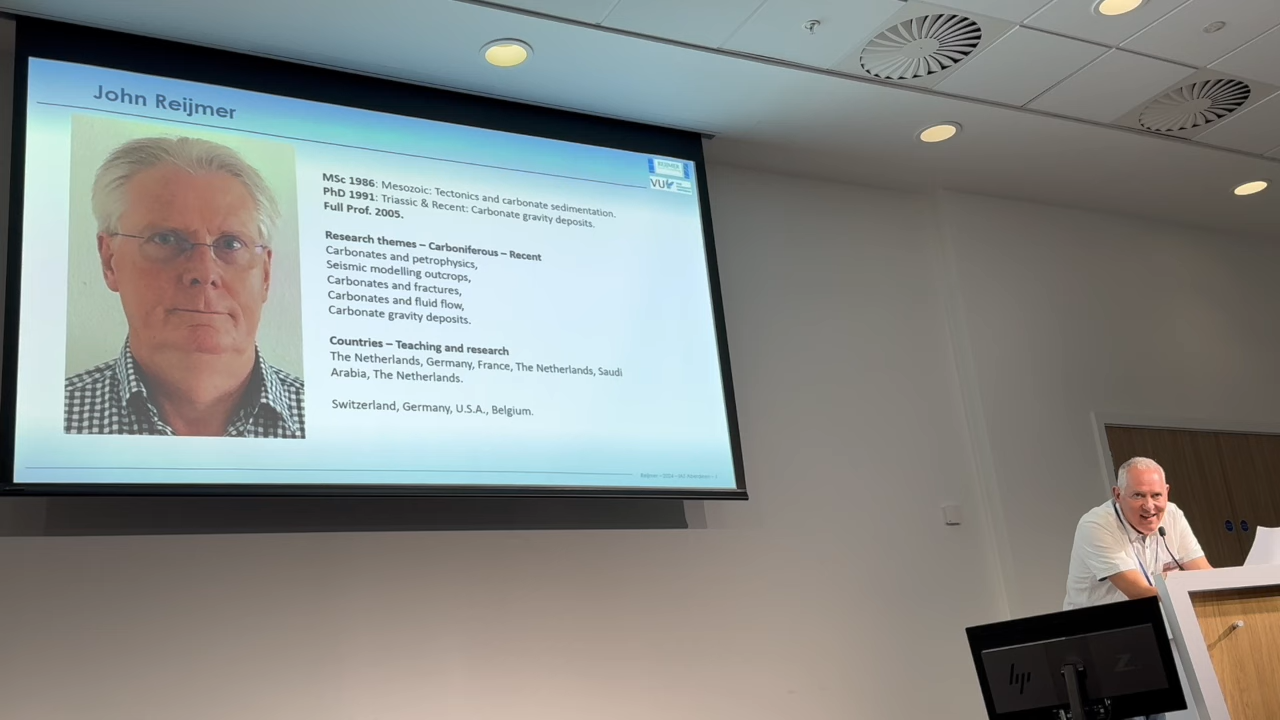 John Reijmer
VU
MSc 1986: Mesozoic: Tectonics and carbonate sedimentation.
PhD 1991: Triassic & Recent: Carbonate gravity deposits.
Full Prof. 2005.
Research themes – Carboniferous – Recent
Carbonates and petrophysics,
Seismic modelling outcrops,
Carbonates and fractures,
Carbonates and fluid flow,
Carbonate gravity deposits.
Countries – Teaching and research
The Netherlands, Germany, France, The Netherlands, Saudi
Arabia, The Netherlands.
Switzerland, Germany, U.S.A., Belgium.
hp
Z